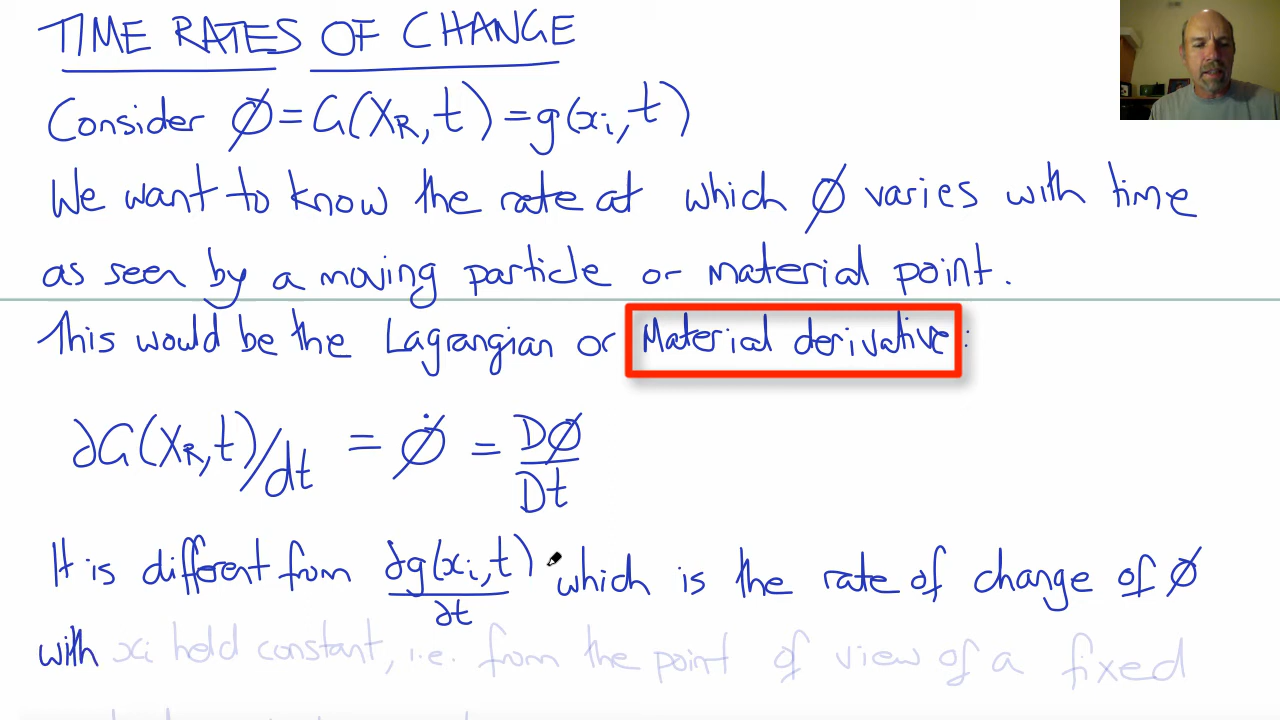 TIME RATES OF CHANGE
Consider Ø = G(X_R, t) = g(x_i, t)
We want to know the rate at which Ø varies with time
as seen by a moving particle or material point.
This would be the Lagrangian or Material derivative:
∂G(X_R, t)/dt = Ø̇ = DØ/Dt
It is different from ∂g(x_i, t)/∂t which is the rate of change of Ø
with xi held constant, i.e. from the point of view of a fixed